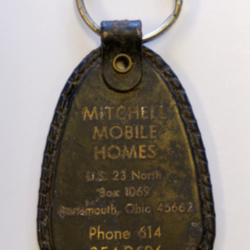 MITCHELL
MOBILE
HOMES
U.S. 23 North
Box 1069
Portsmouth, Ohio 45662
Phone 614